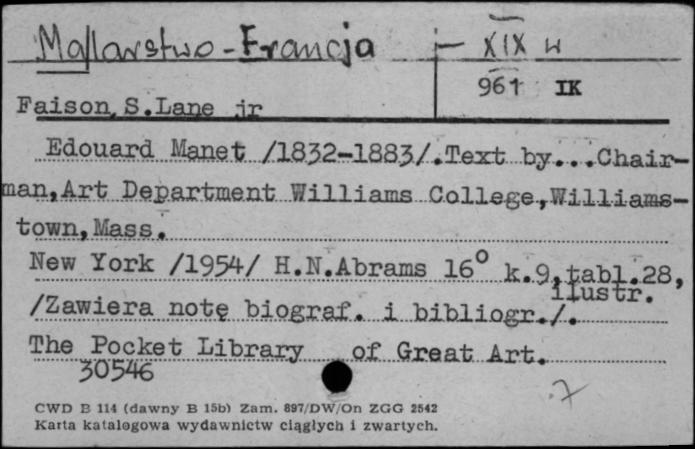 Malarstwo - Francja - XIX w
961 IK
Faison, S.Lane jr
Edouard Manet /1832-1883/.Text by...Chair-
man,Art Department Williams College,Williams-
town,Mass.
New York /1954/ H.N.Abrams 16° k.9,tabl.28,
ilustr.
/Zawiera notę biograf. i bibliogr./.
The Pocket Library of Great Art.
30546
CWD B 114 (dawny B 15b) Zam. 897/DW/On ZGG 2542
Karta katalogowa wydawnictw ciągłych i zwartych.